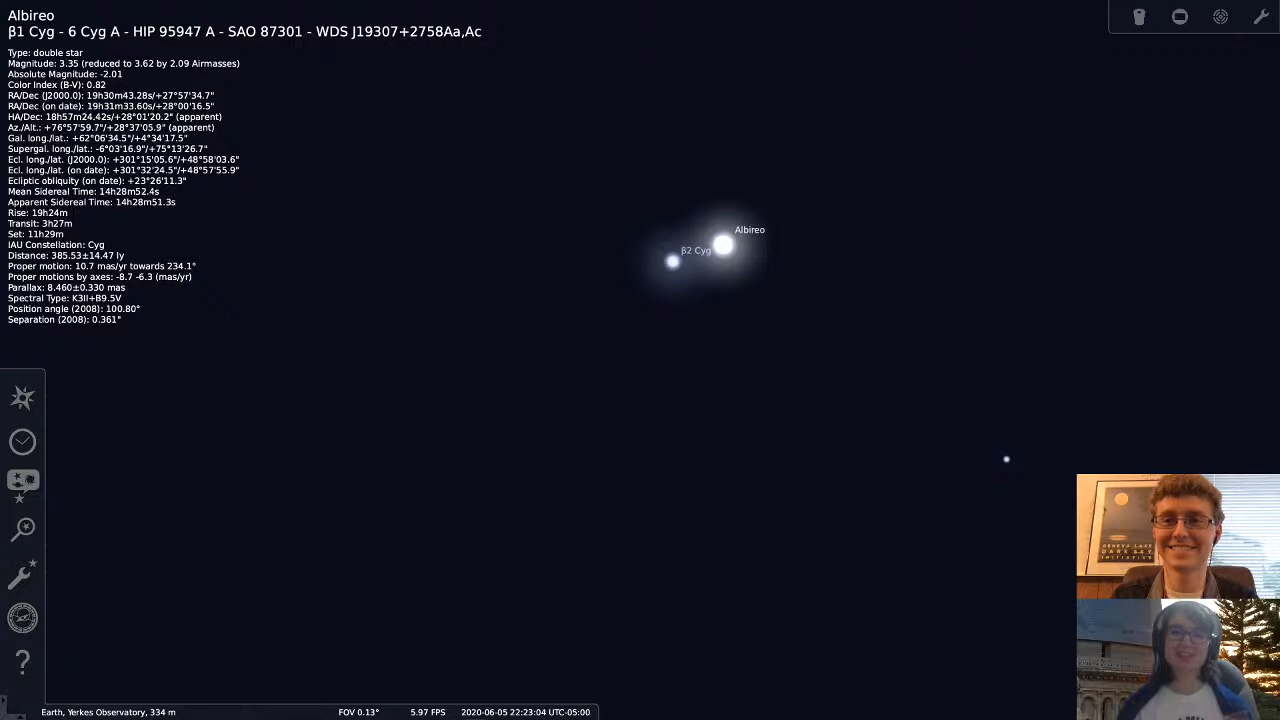 Albireo
β1 Cyg - 6 Cyg A - HIP 95947 A - SAO 87301 - WDS J19307+2758Aa,Ac
Type: double star
Magnitude: 3.35 (reduced to 3.62 by 2.09 Airmasses)
Absolute Magnitude: -2.01
Color Index (B-V): 0.82
RA/Dec (J2000.0): 19h30m43.28s/+27°57'34.7"
RA/Dec (on date): 19h31m33.60s/+28°00'16.5"
HA/Dec: 18h57m24.42s/+28°01'20.2" (apparent)
Az./Alt.: +76°57'59.7"/+28°37'05.9" (apparent)
Gal. long./lat.: +62°06'34.5"/+4°34'17.5"
Supergal. long./lat.: -6°03'16.9"/+75°13'26.7"
Ecl. long./lat. (J2000.0): +301°15'05.6"/+48°58'03.6"
Ecl. long./lat. (on date): +301°32'24.5"/+48°57'55.9"
Ecliptic obliquity (on date): +23°26'11.3"
Mean Sidereal Time: 14h28m52.4s
Apparent Sidereal Time: 14h28m51.3s
Rise: 19h24m
Transit: 3h27m
Set: 11h29m
IAU Constellation: Cyg
Distance: 385.53±14.47 ly
Proper motion: 10.7 mas/yr towards 234.1°
Proper motions by axes: -8.7 -6.3 (mas/yr)
Parallax: 8.460±0.330 mas
Spectral Type: K3II+B9.5V
Position angle (2008): 100.80°
Separation (2008): 0.361"
Albireo
β2 Cyg
GENEVA LAKE
DARK SKY
INITIATIVE
Earth, Yerkes Observatory, 334 m
FOV 0.13°
5.97 FPS
2020-06-05 22:23:04 UTC-05:00